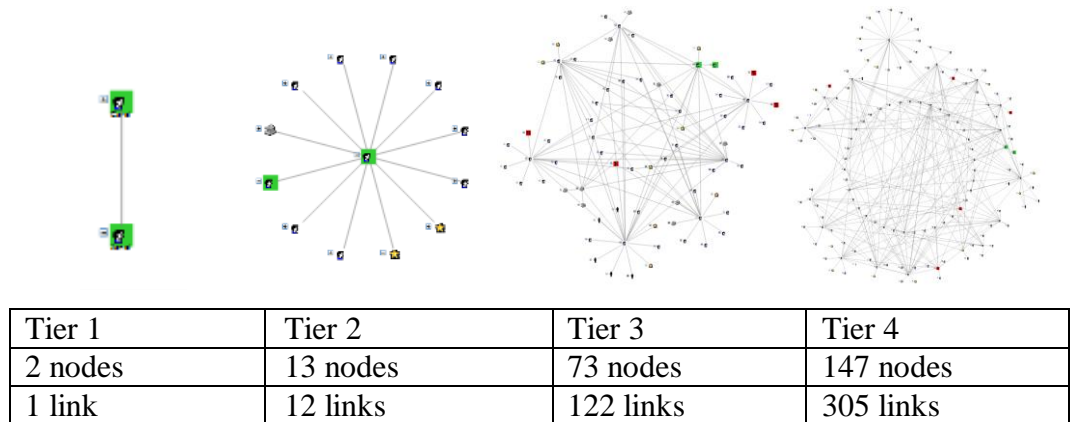 Tier 1 Tier 2 Tier 3 Tier 4
2 nodes 13 nodes 73 nodes 147 nodes
1 link 12 links 122 links 305 links